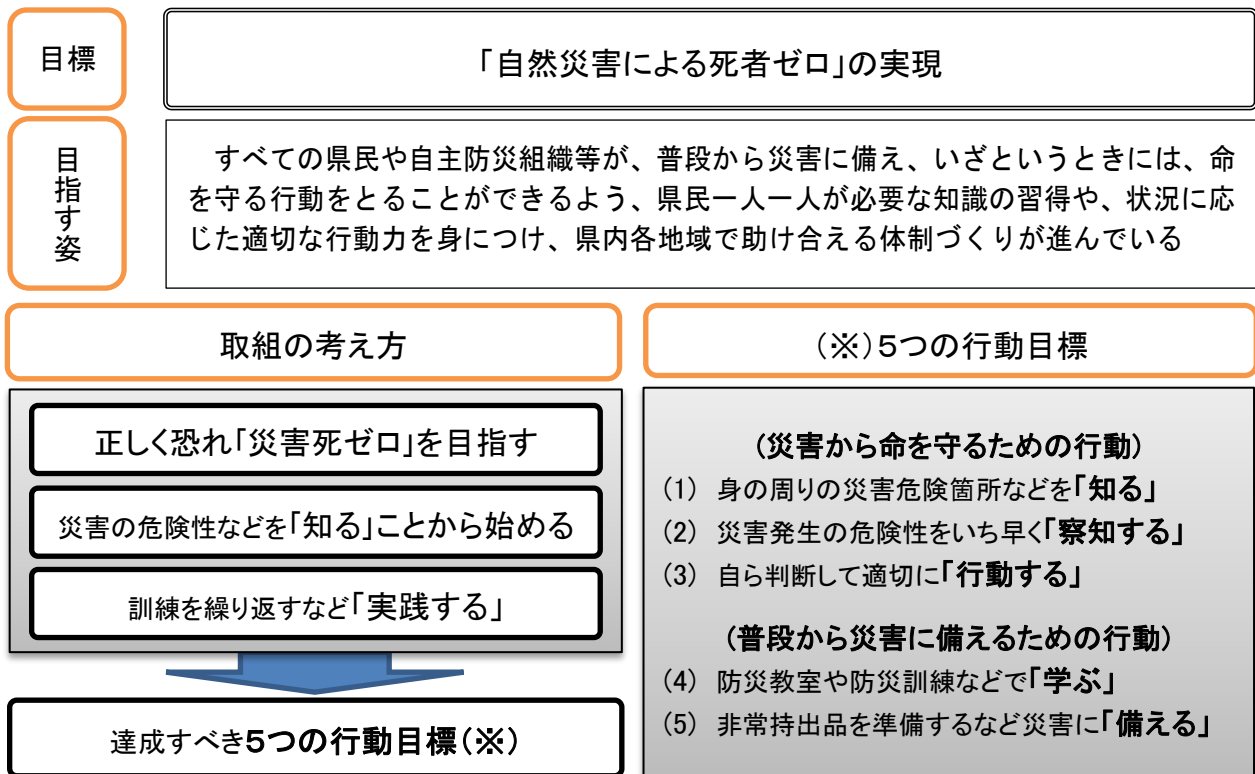 目標
「自然災害による死者ゼロ」の実現
目指す姿
すべての県民や自主防災組織等が、普段から災害に備え、いざというときには、命
を守る行動をとることができるよう、県民一人一人が必要な知識の習得や、状況に応
じた適切な行動力を身につけ、県内各地域で助け合える体制づくりが進んでいる
取組の考え方
正しく恐れ「災害死ゼロ」を目指す
災害の危険性などを「知る」ことから始める
訓練を繰り返すなど「実践する」
達成すべき5つの行動目標(※)
(※)5つの行動目標
(災害から命を守るための行動)
(1) 身の周りの災害危険箇所などを「知る」
(2) 災害発生の危険性をいち早く「察知する」
(3) 自ら判断して適切に「行動する」
(普段から災害に備えるための行動)
(4) 防災教室や防災訓練などで「学ぶ」
(5) 非常持出品を準備するなど災害に「備える」